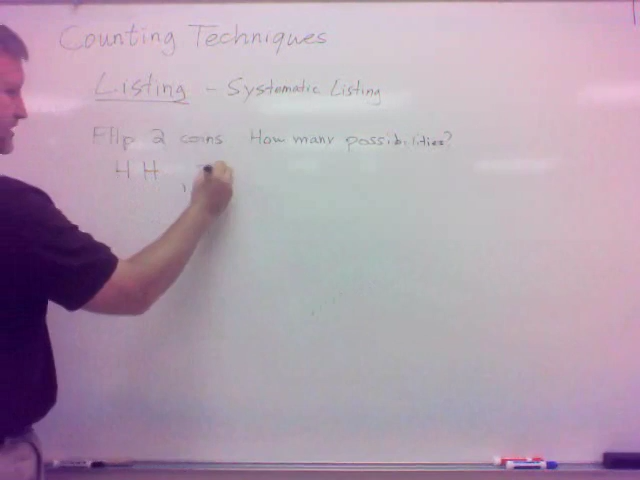 Counting Techniques
Listing - Systematic Listing
Flip 2 coins How many possibilities?
H H , T